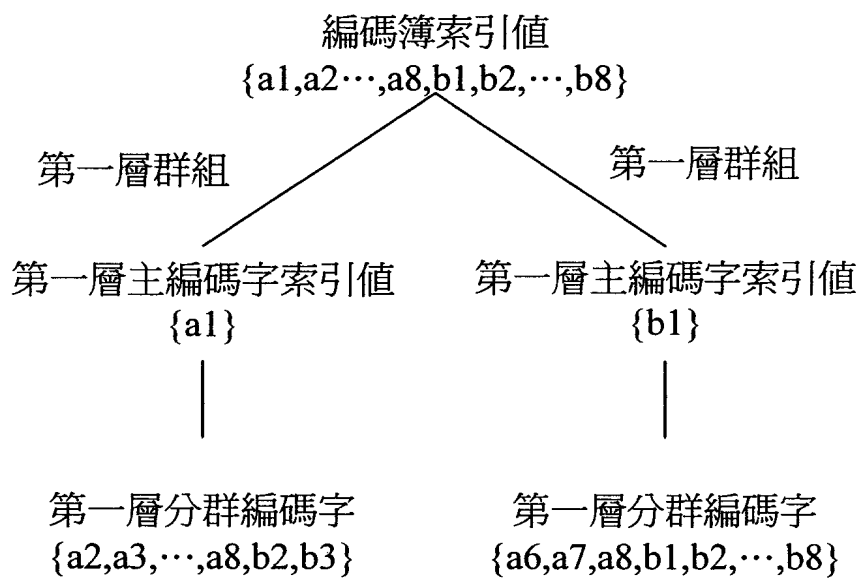 編碼簿索引值
{a1,a2⋯,a8,b1,b2,⋯,b8}
第一層群組
第一層群組
第一層主編碼字索引值
{a1}
第一層主編碼字索引值
{b1}
第一層分群編碼字
{a2,a3,⋯,a8,b2,b3}
第一層分群編碼字
{a6,a7,a8,b1,b2,⋯,b8}